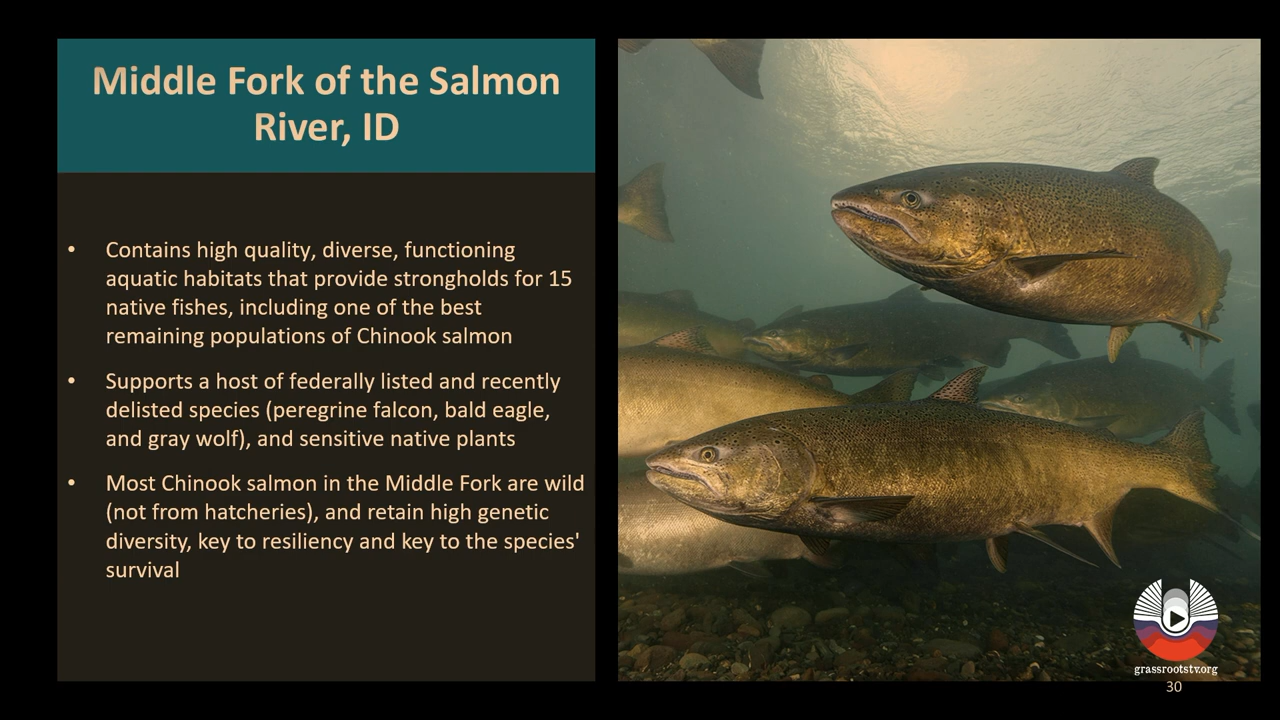 Middle Fork of the Salmon
River, ID
• Contains high quality, diverse, functioning
aquatic habitats that provide strongholds for 15
native fishes, including one of the best
remaining populations of Chinook salmon
• Supports a host of federally listed and recently
delisted species (peregrine falcon, bald eagle,
and gray wolf), and sensitive native plants
• Most Chinook salmon in the Middle Fork are wild
(not from hatcheries), and retain high genetic
diversity, key to resiliency and key to the species'
survival
grassrootstv.org
30